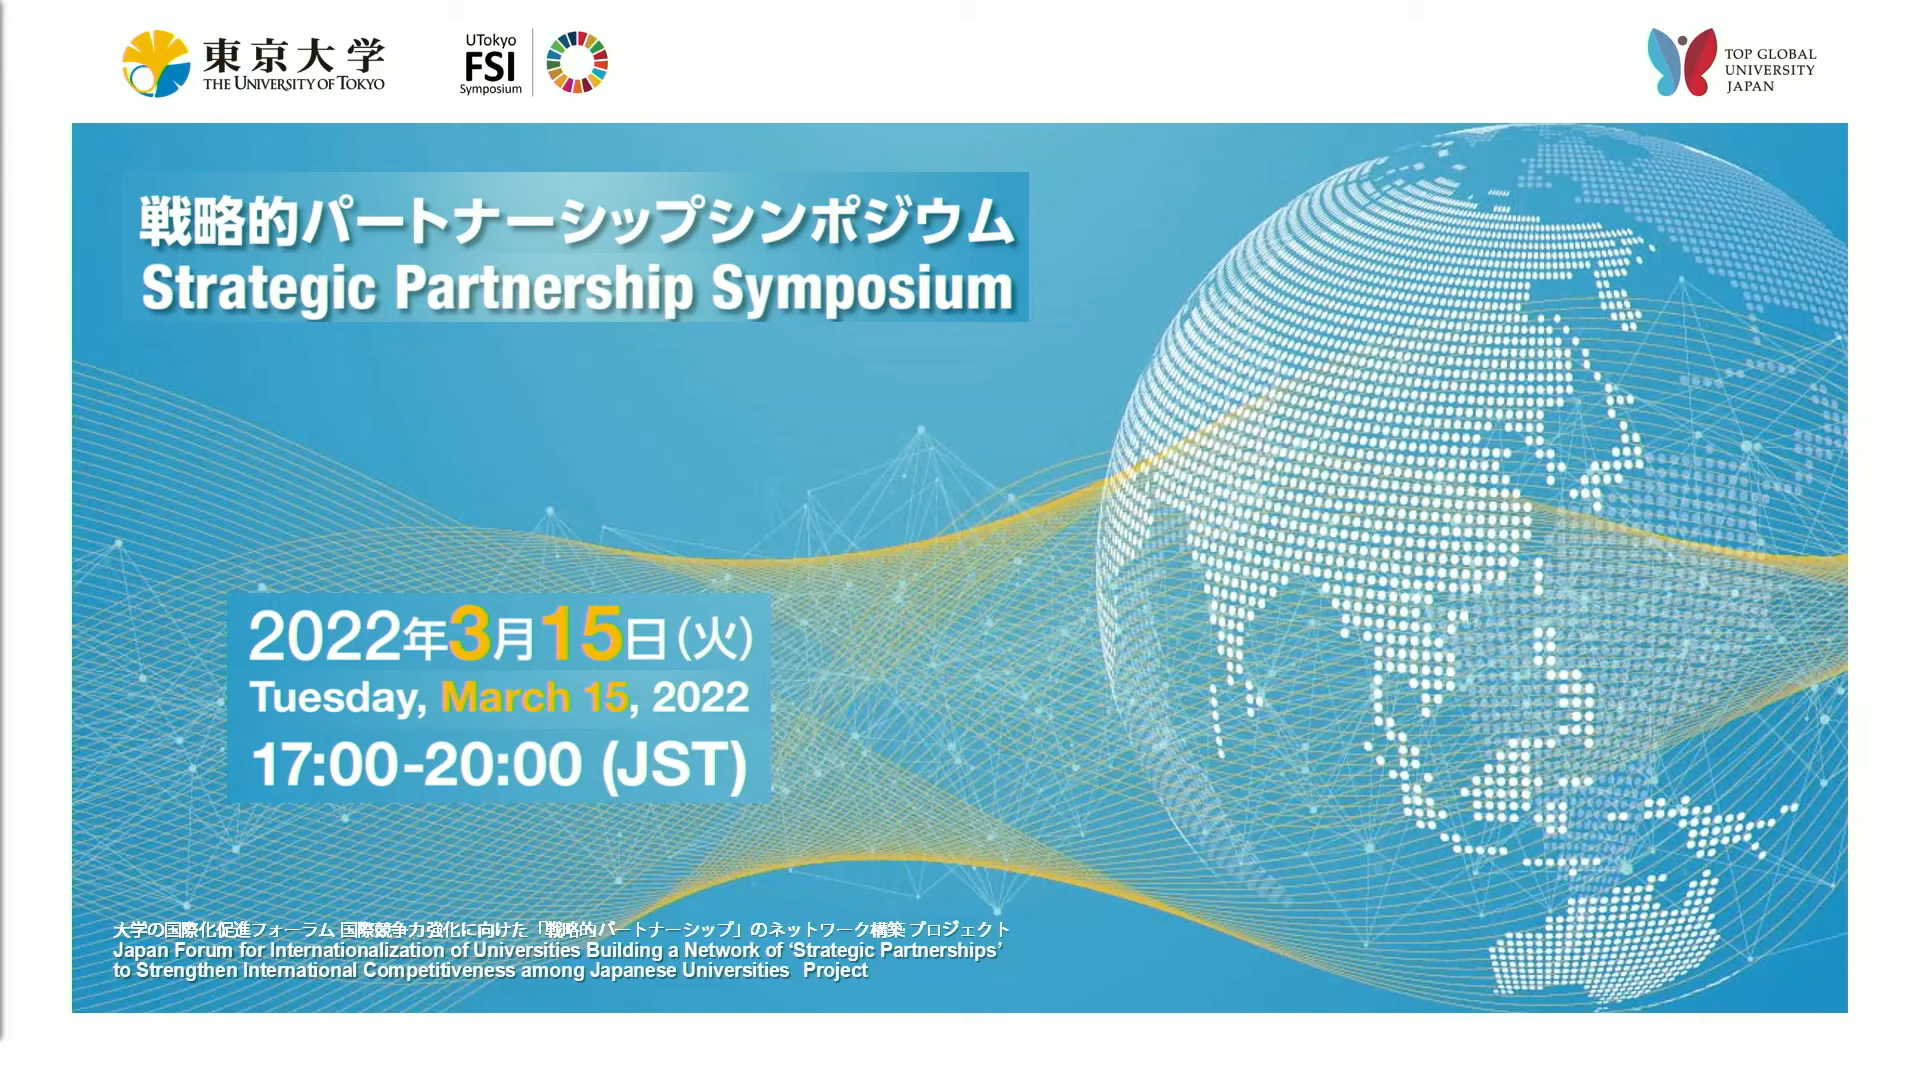 東京大学
THE UNIVERSITY OF TOKYO
UTokyo
FSI
Symposium
TOP GLOBAL
UNIVERSITY
JAPAN
戦略的パートナーシップシンポジウム
Strategic Partnership Symposium
2022年3月15日(火)
Tuesday, March 15, 2022
17:00-20:00 (JST)
大学の国際化促進フォーラム 国際競争力強化に向けた「戦略的パートナーシップ」のネットワーク構築 プロジェクト
Japan Forum for Internationalization of Universities Building a Network of ‘Strategic Partnerships’
to Strengthen International Competitiveness among Japanese Universities Project